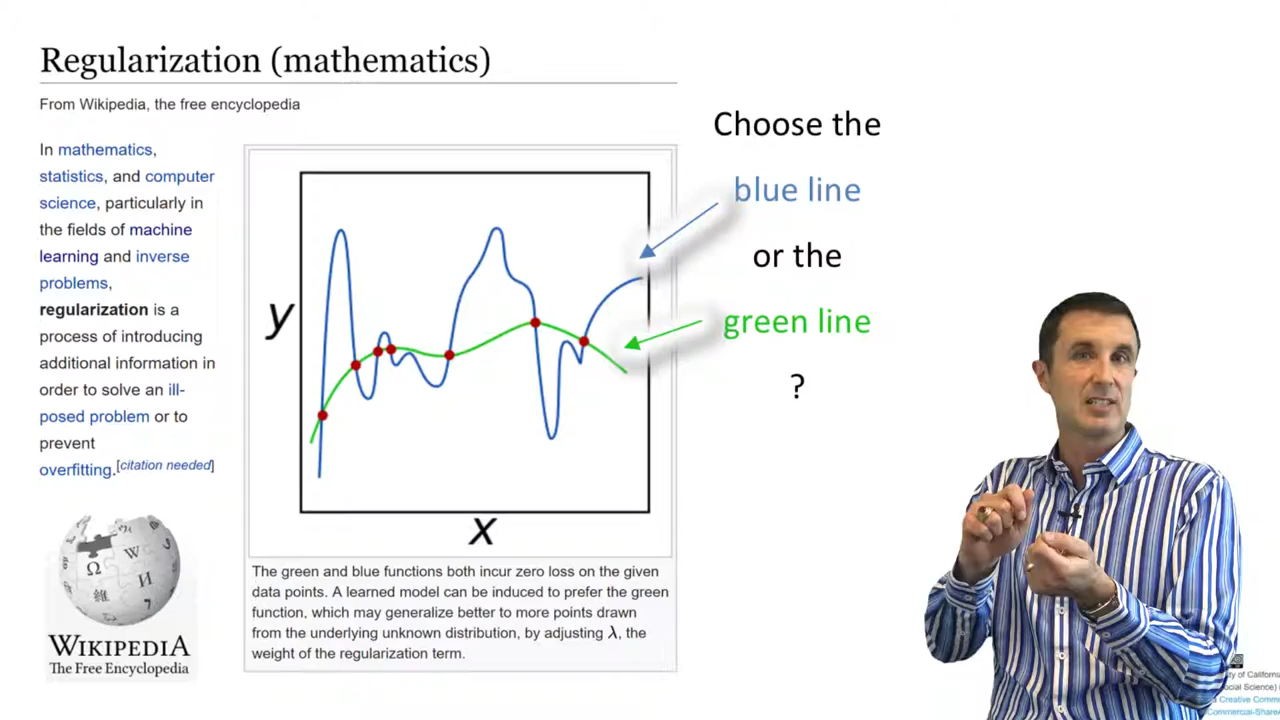 Regularization (mathematics)
From Wikipedia, the free encyclopedia
In mathematics,
statistics, and computer
science, particularly in
the fields of machine
learning and inverse
problems,
regularization is a
process of introducing
additional information in
order to solve an ill-
posed problem or to
prevent
overfitting.[citation needed]
WIKIPEDIA
The Free Encyclopedia
y
x
The green and blue functions both incur zero loss on the given
data points. A learned model can be induced to prefer the green
function, which may generalize better to more points drawn
from the underlying unknown distribution, by adjusting λ, the
weight of the regularization term.
Choose the
blue line
or the
green line
?
of California
Science)
Creative